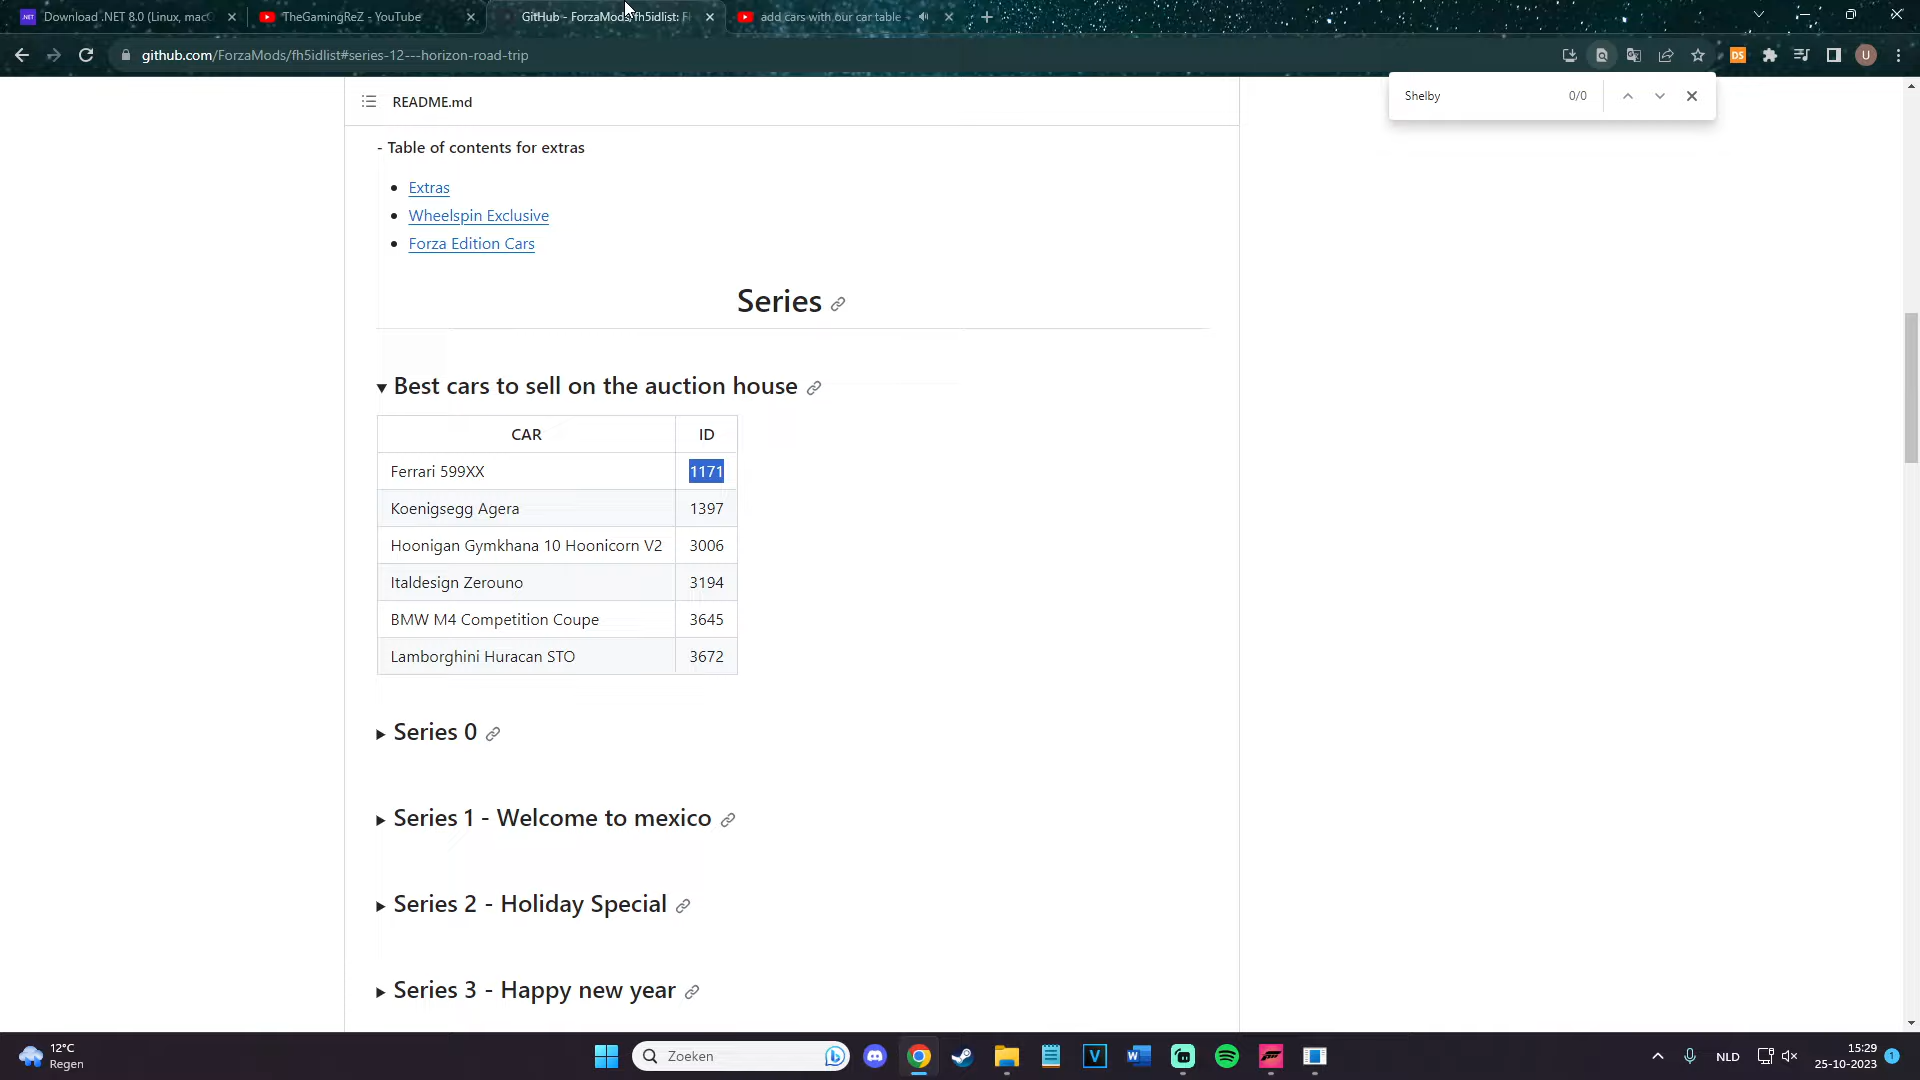 Download .NET 8.0 (Linux, macO
TheGamingReZ - YouTube
GitHub - ForzaMods/fh5idlist: F
add cars with our car table
github.com/ForzaMods/fh5idlist#series-12---horizon-road-trip
DS
U
Shelby
0/0
README.md
- Table of contents for extras
Extras
Wheelspin Exclusive
Forza Edition Cars
Series
Best cars to sell on the auction house
CAR ID
Ferrari 599XX 1171
Koenigsegg Agera 1397
Hoonigan Gymkhana 10 Hoonicorn V2 3006
Italdesign Zerouno 3194
BMW M4 Competition Coupe 3645
Lamborghini Huracan STO 3672
Series 0
Series 1 - Welcome to mexico
Series 2 - Holiday Special
Series 3 - Happy new year
12°C
Regen
Zoeken
NLD
15:29
25-10-2023
1